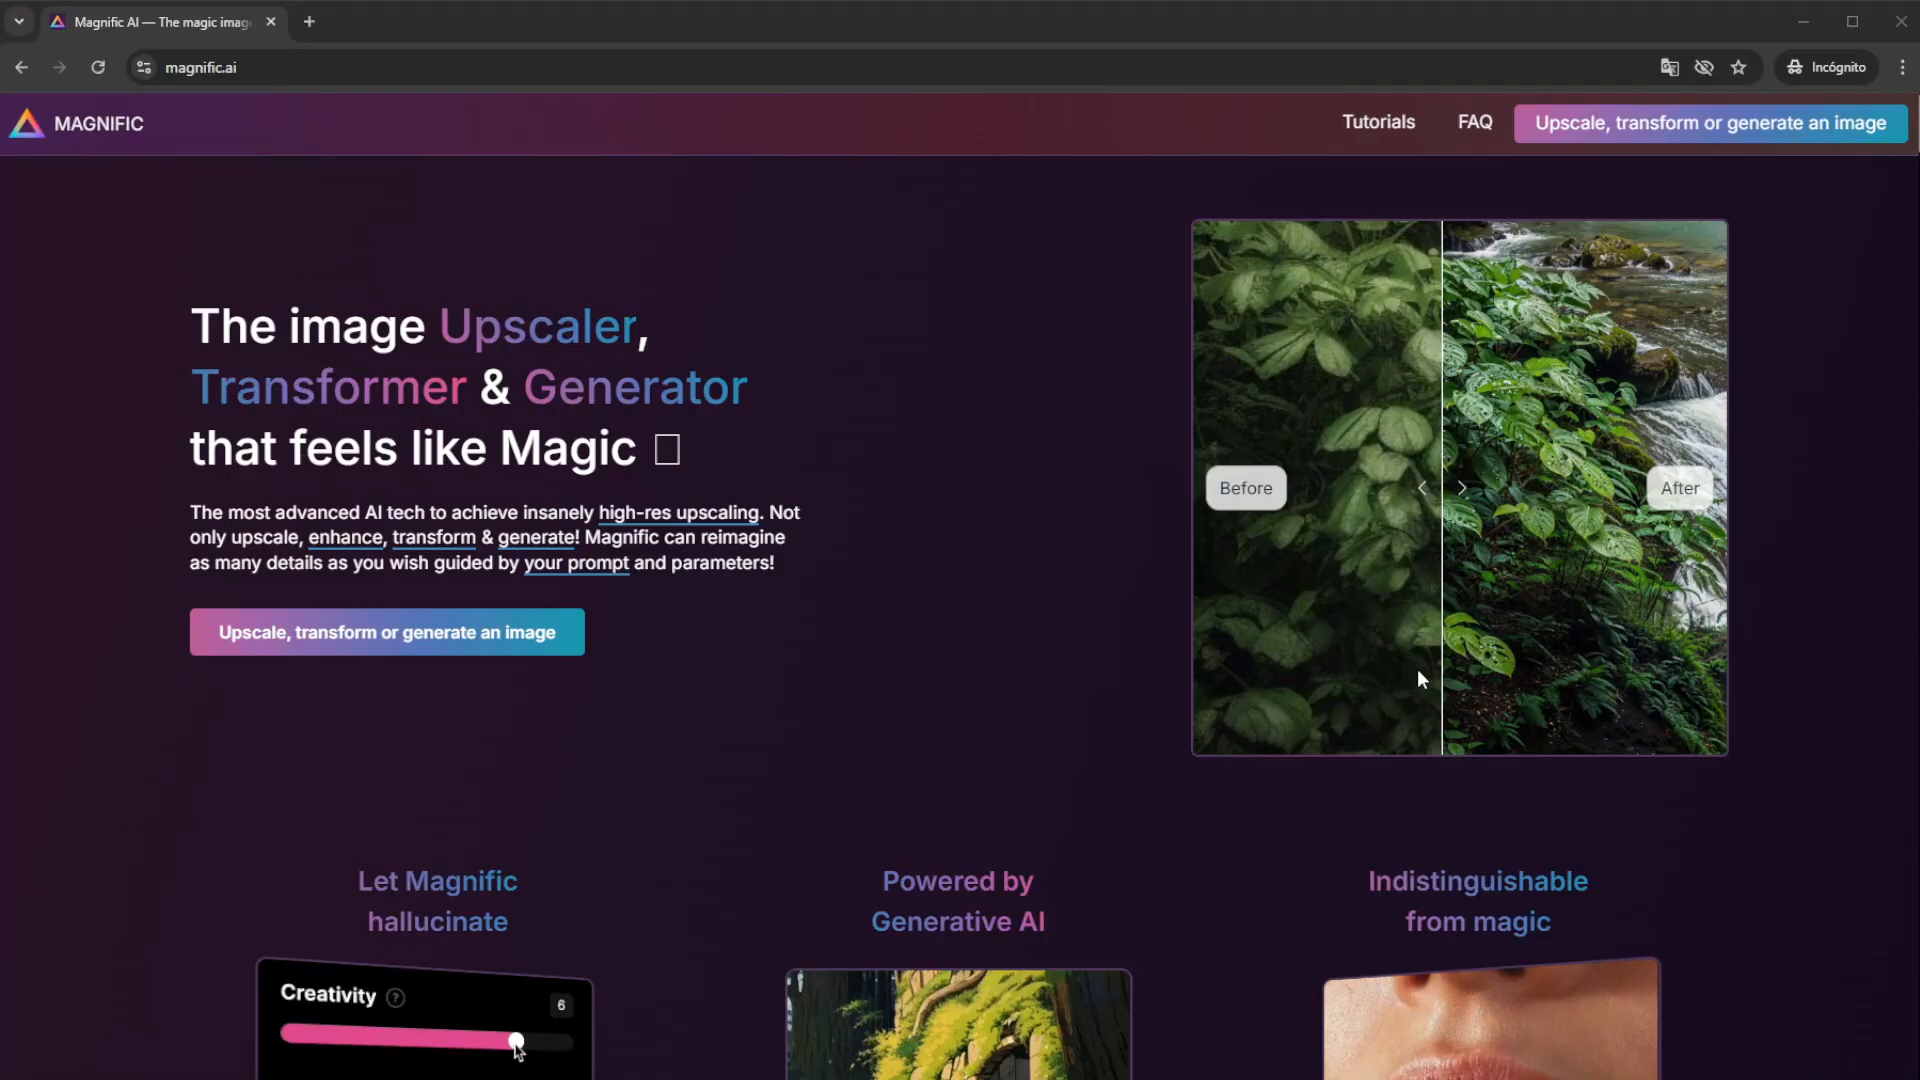 Magnific AI — The magic imag
magnific.ai
Incógnito
MAGNIFIC
Tutorials
FAQ
Upscale, transform or generate an image
The image Upscaler,
Transformer & Generator
that feels like Magic
The most advanced AI tech to achieve insanely high-res upscaling. Not
only upscale, enhance, transform & generate! Magnific can reimagine
as many details as you wish guided by your prompt and parameters!
Upscale, transform or generate an image
Before
After
Let Magnific
hallucinate
Powered by
Generative AI
Indistinguishable
from magic
Creativity ?
6